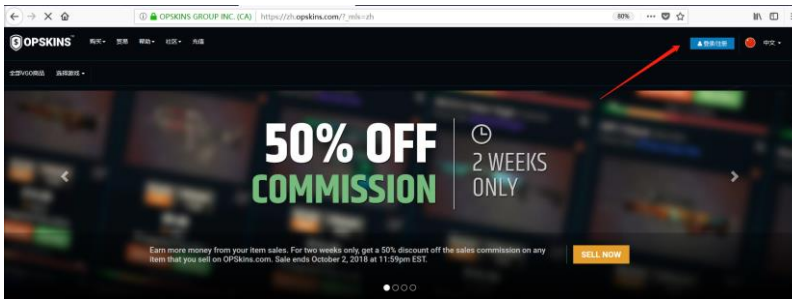 OPSKINS GROUP INC. (CA)
https://zh.opskins.com/?_mls=zh
80%
OPSKINS
购买
贸易
帮助
社区
充值
登录/注册
中文
全部VGO商品
选择游戏
50% OFF
COMMISSION
2 WEEKS
ONLY
Earn more money from your item sales. For two weeks only, get a 50% discount off the sales commission on any
item that you sell on OPSkins.com. Sale ends October 2, 2018 at 11:59pm EST.
SELL NOW